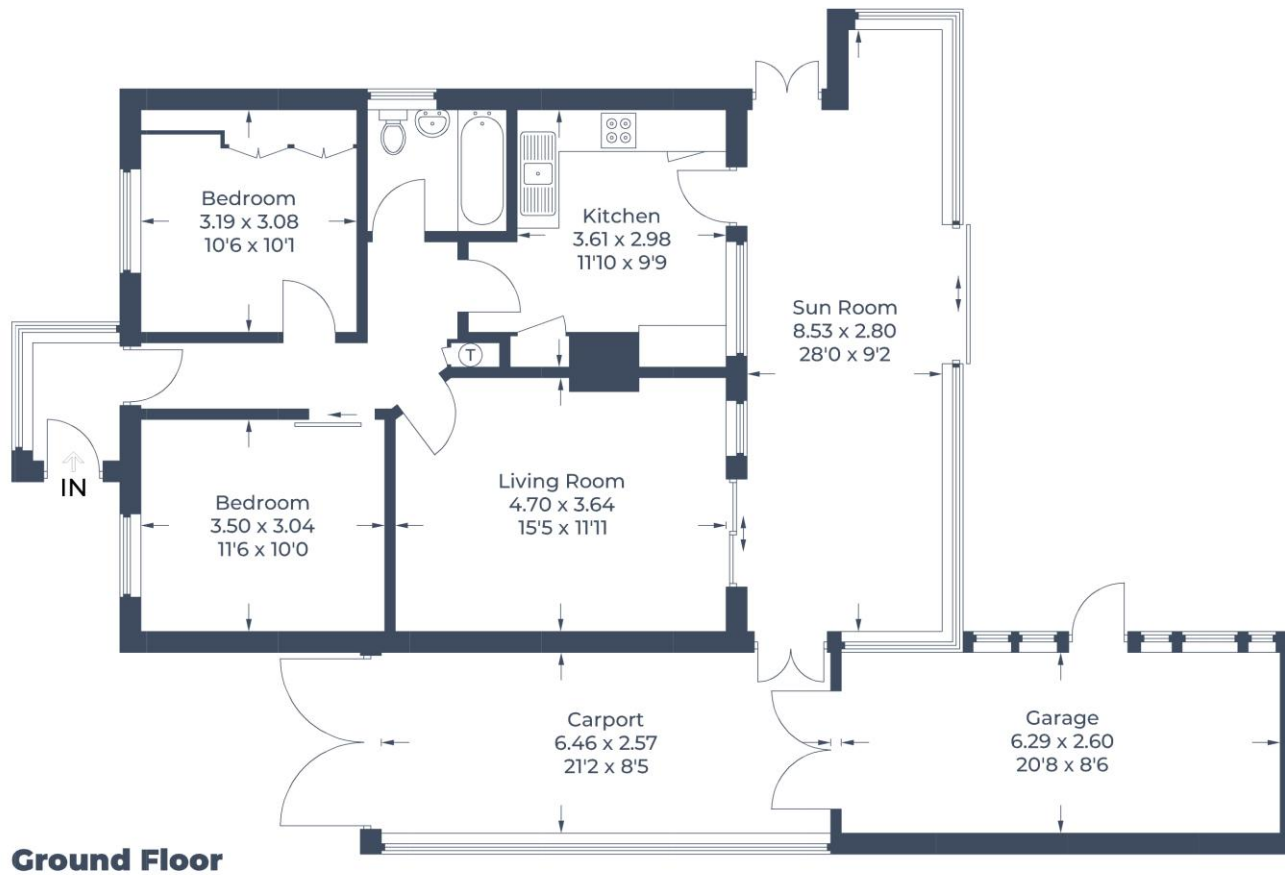 Bedroom
3.19 x 3.08
10'6 x 10'1
Kitchen
3.61 x 2.98
11'10 x 9'9
Sun Room
8.53 x 2.80
28'0 x 9'2
T
IN
Bedroom
3.50 x 3.04
11'6 x 10'0
Living Room
4.70 x 3.64
15'5 x 11'11
Carport
6.46 x 2.57
21'2 x 8'5
Garage
6.29 x 2.60
20'8 x 8'6
Ground Floor